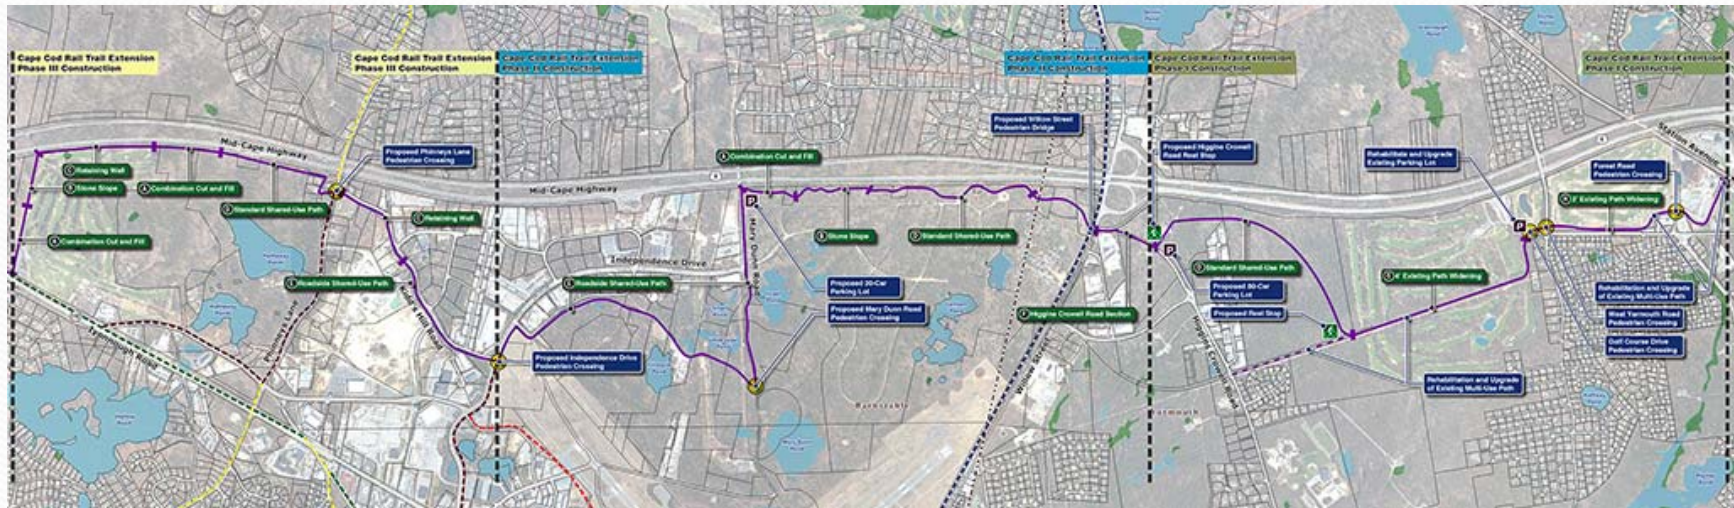 Cape Cod Rail Trail Extension
Phase III Construction
Cape Cod Rail Trail Extension
Phase III Construction
Cape Cod Rail Trail Extension
Phase II Construction
Cape Cod Rail Trail Extension
Phase II Construction
Cape Cod Rail Trail Extension
Phase I Construction
Cape Cod Rail Trail Extension
Phase I Construction
Mid-Cape Highway
Proposed Phinneys Lane
Pedestrian Crossing
Retaining Wall
Stone Slope
Combination Cut and Fill
Standard Shared-Use Path
Retaining Wall
Combination Cut and Fill
Roadside Shared-Use Path
Phinneys Lane
Proposed Independence Drive
Pedestrian Crossing
Mid-Cape Highway
Combination Cut and Fill
P
Mary Dunn Road
Independence Drive
Roadside Shared-Use Path
Stone Slope
Standard Shared-Use Path
Proposed 20-Car
Parking Lot
Proposed Mary Dunn Road
Pedestrian Crossing
Barnstable
Proposed Willow Street
Pedestrian Bridge
Higgins Crowell Road Section
Proposed Higgins Crowell
Road Rest Stop
P
Standard Shared-Use Path
Proposed 80-Car
Parking Lot
Proposed Rest Stop
Higgins Crowell Road
4' Existing Path Widening
Rehabilitation and Upgrade
of Existing Multi-Use Path
Rehabilitate and Upgrade
Existing Parking Lot
P
Forest Road
Pedestrian Crossing
2' Existing Path Widening
Station Avenue
Rehabilitation and Upgrade
of Existing Multi-Use Path
West Yarmouth Road
Pedestrian Crossing
Golf Course Drive
Pedestrian Crossing